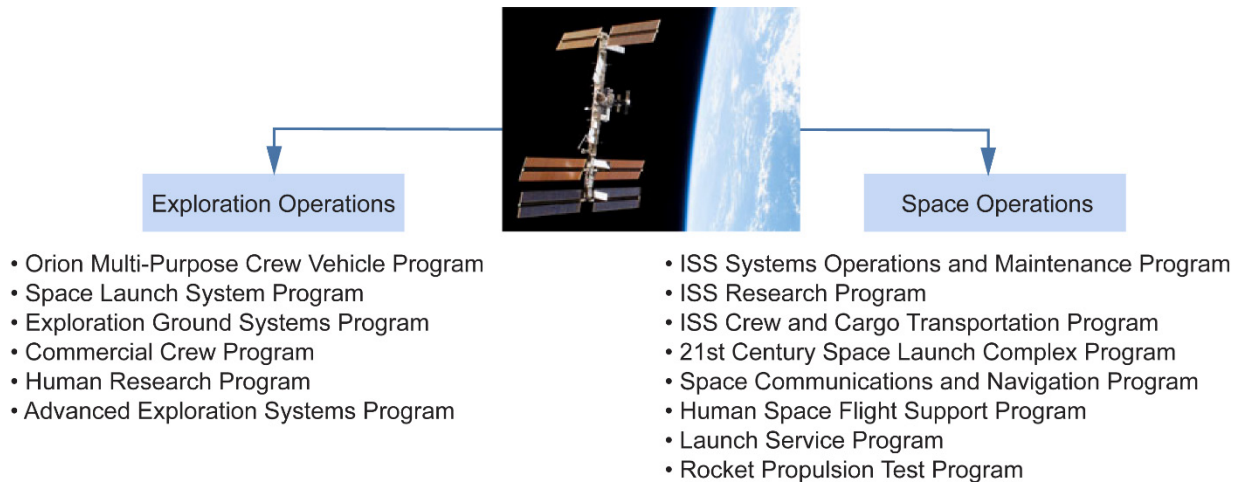 Exploration Operations
• Orion Multi-Purpose Crew Vehicle Program
• Space Launch System Program
• Exploration Ground Systems Program
• Commercial Crew Program
• Human Research Program
• Advanced Exploration Systems Program
Space Operations
• ISS Systems Operations and Maintenance Program
• ISS Research Program
• ISS Crew and Cargo Transportation Program
• 21st Century Space Launch Complex Program
• Space Communications and Navigation Program
• Human Space Flight Support Program
• Launch Service Program
• Rocket Propulsion Test Program